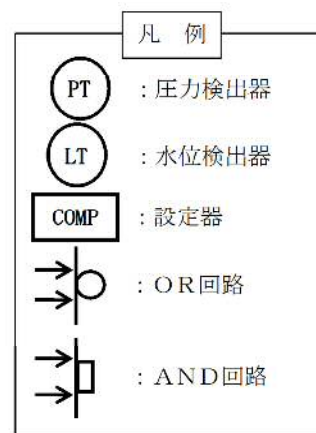 凡 例
PT : 圧力検出器
LT : 水位検出器
COMP : 設定器
: OR回路
: AND回路